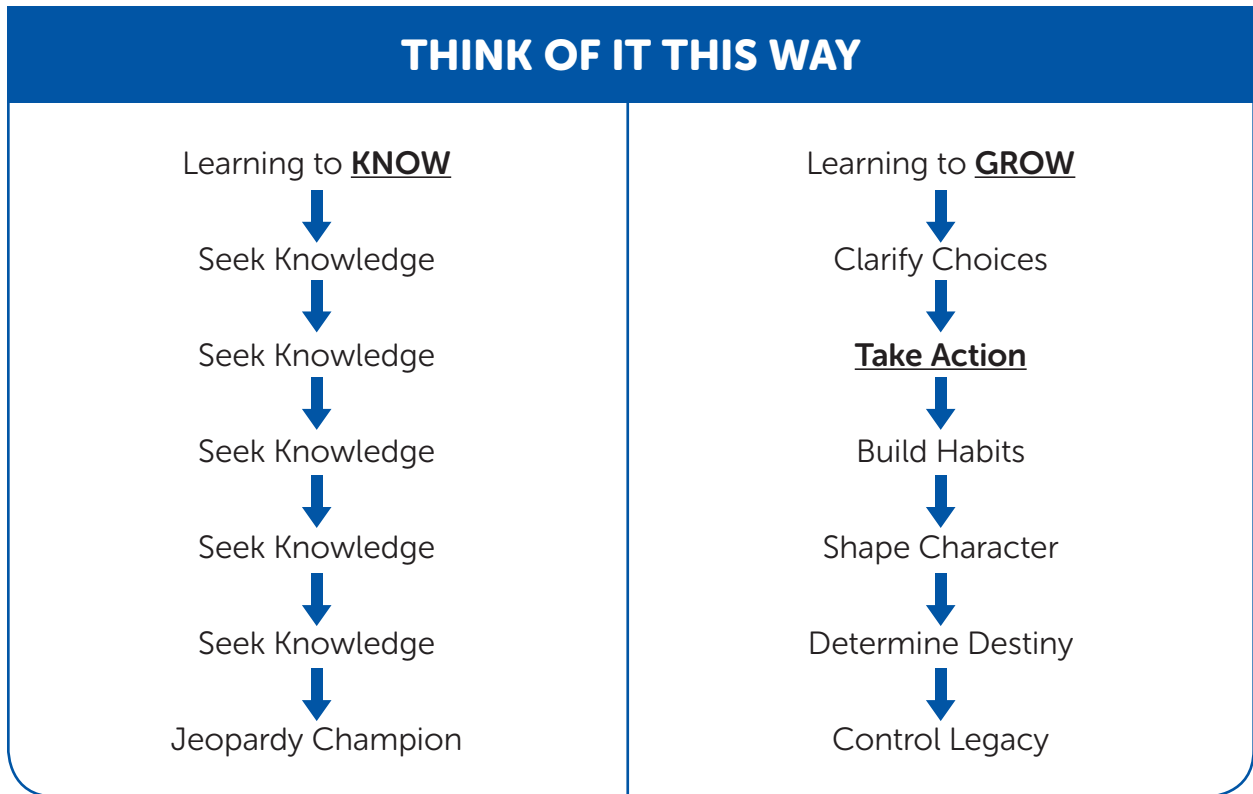 THINK OF IT THIS WAY
Learning to KNOW
Seek Knowledge
Seek Knowledge
Seek Knowledge
Seek Knowledge
Seek Knowledge
Jeopardy Champion
Learning to GROW
Clarify Choices
Take Action
Build Habits
Shape Character
Determine Destiny
Control Legacy